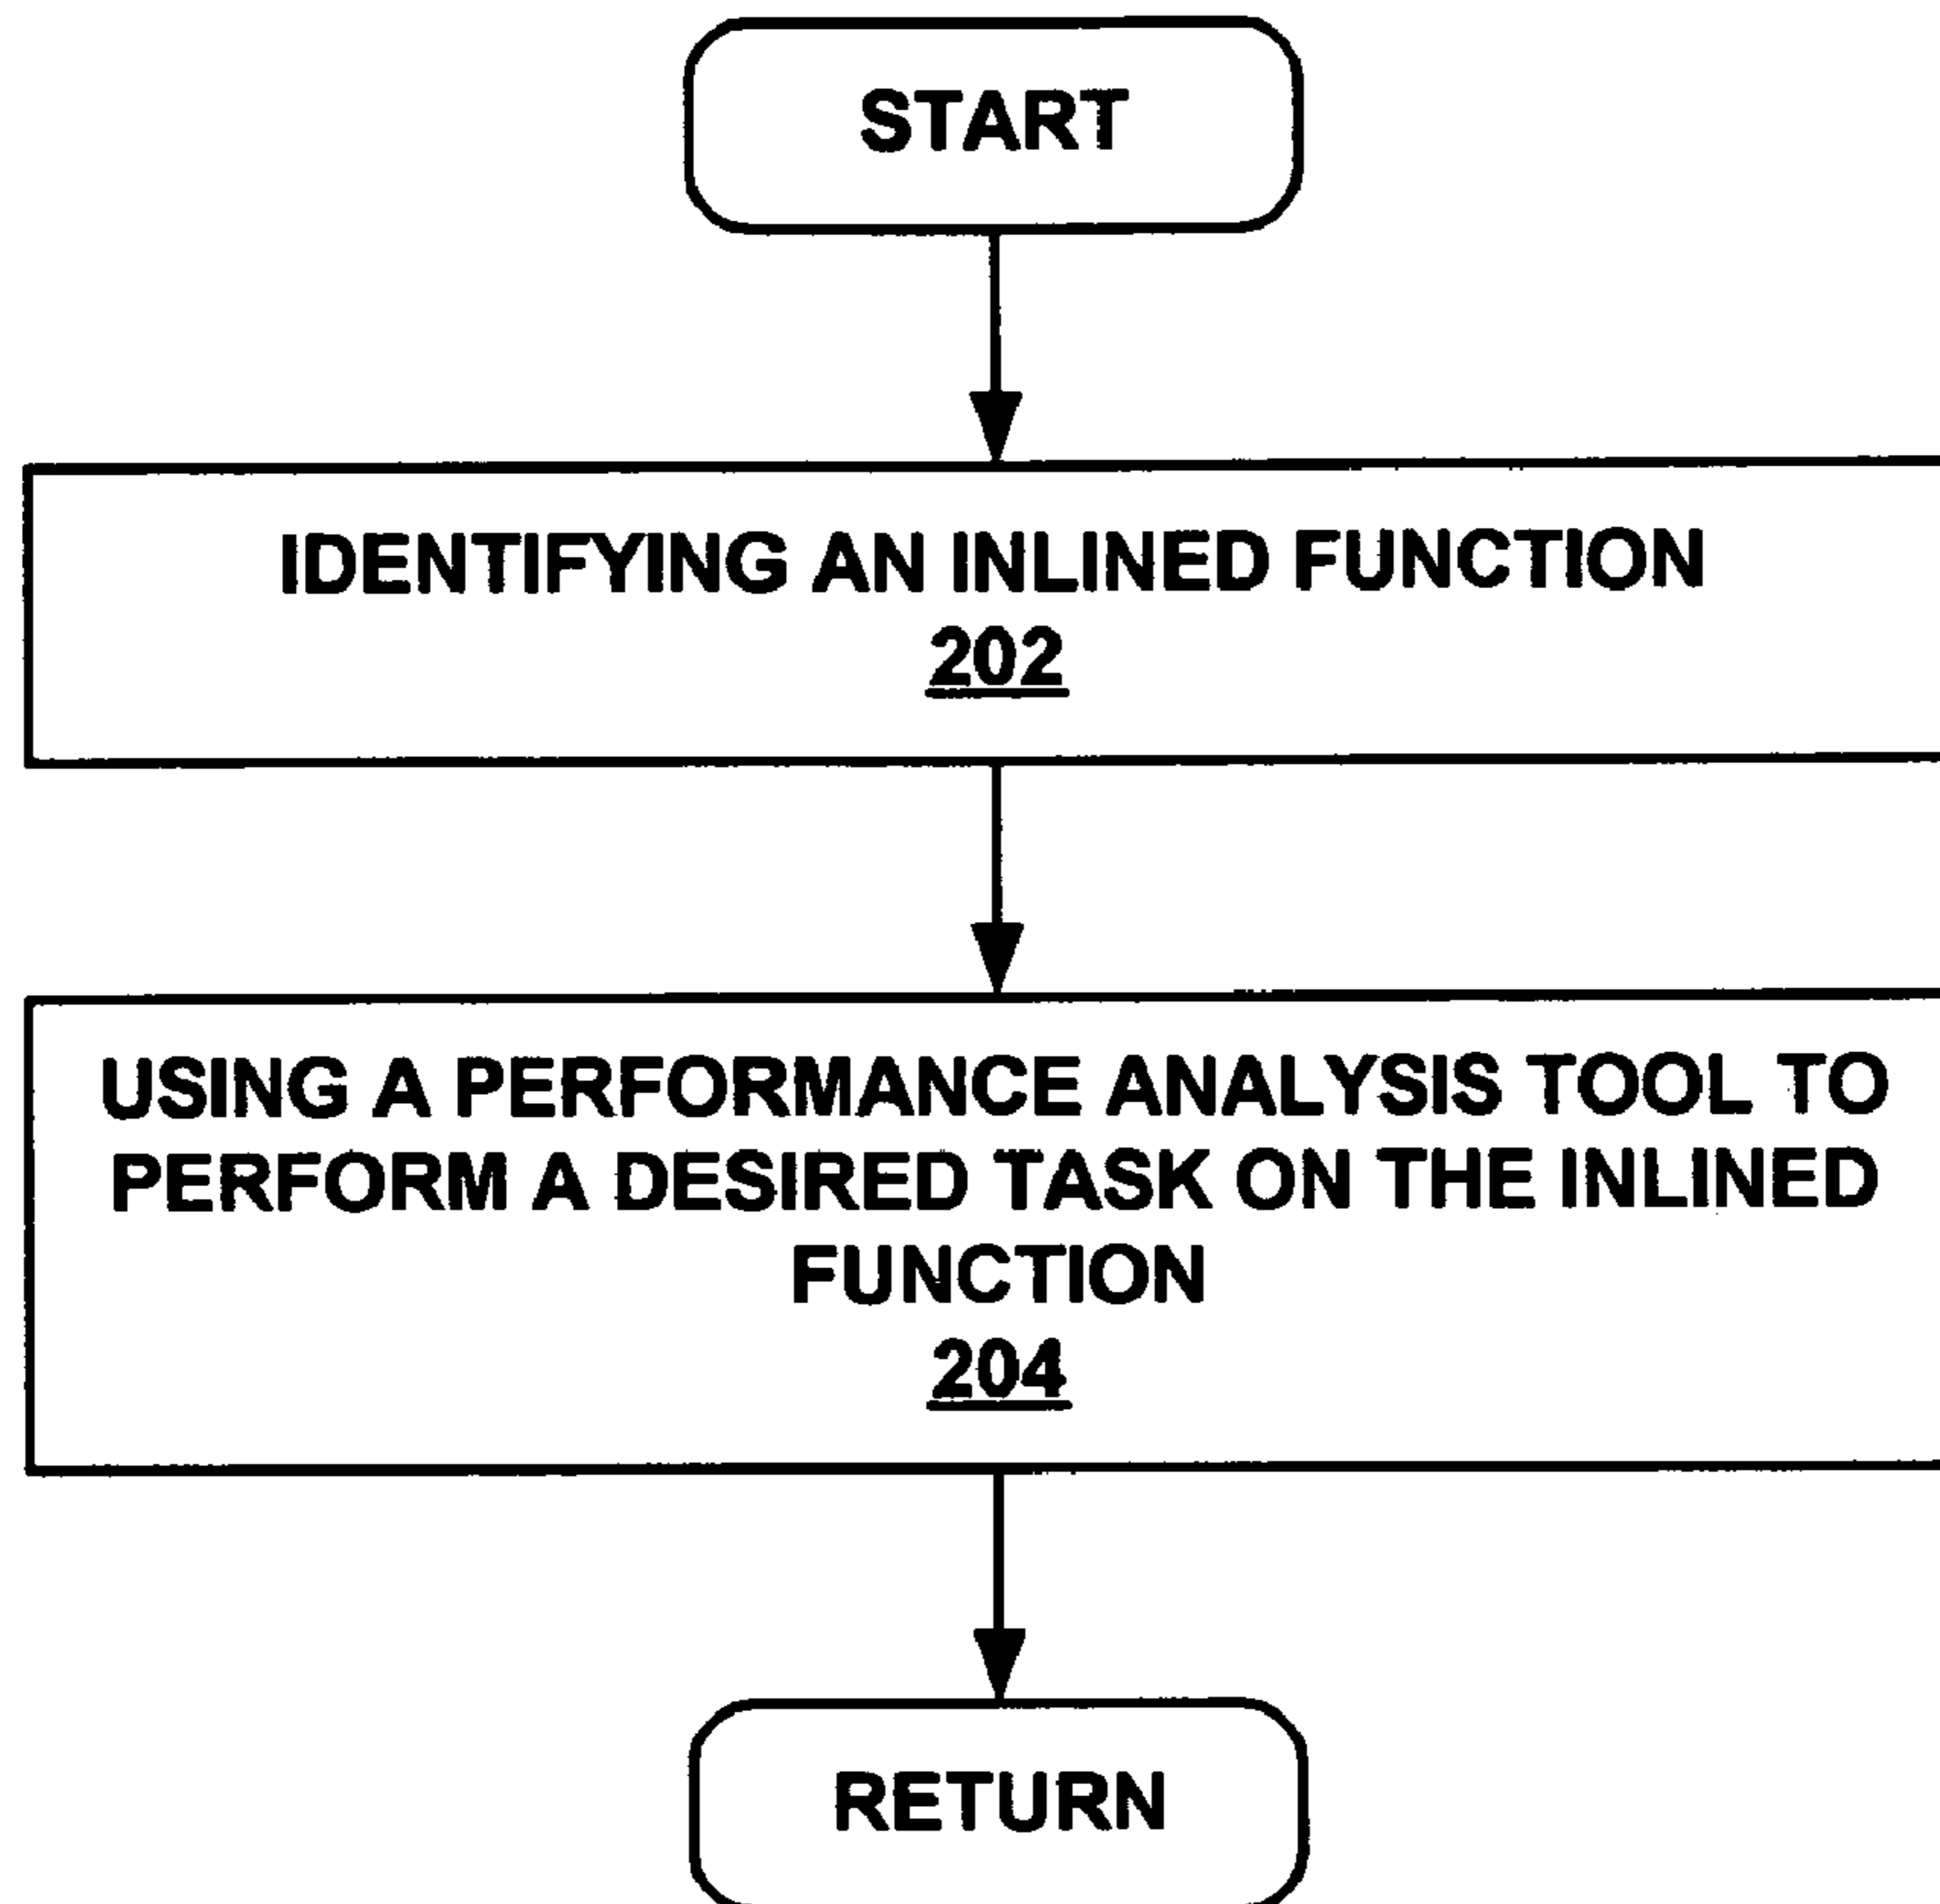 START
IDENTIFYING AN INLINED FUNCTION
202
USING A PERFORMANCE ANALYSIS TOOL TO
PERFORM A DESIRED TASK ON THE INLINED
FUNCTION
204
RETURN